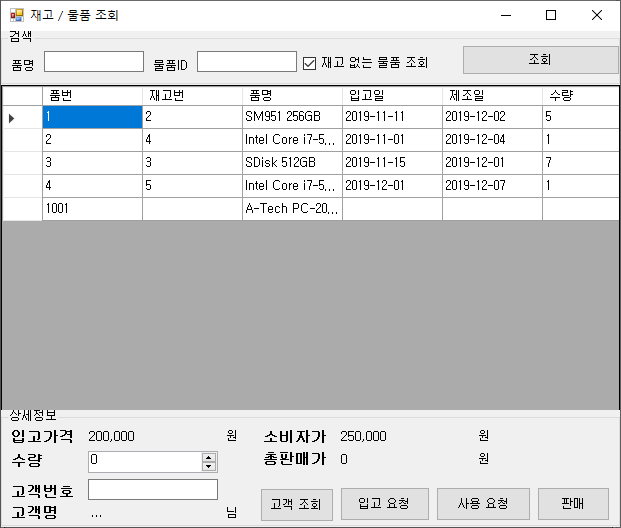 재고 / 물품 조회
검색
품명 물품ID 재고 없는 물품 조회 조회
품번 재고번 품명 입고일 제조일 수량
1 2 SM951 256GB 2019-11-11 2019-12-02 5
2 4 Intel Core i7-5,,, 2019-11-01 2019-12-04 1
3 3 SDisk 512GB 2019-11-15 2019-12-01 7
4 5 Intel Core i7-5,,, 2019-12-01 2019-12-07 1
1001 A-Tech PC-20,,,
상세정보
입고가격 200,000 원 소비자가 250,000 원
수량 0 총판매가 0 원
고객번호
고객명 ,,, 님
고객 조회 입고 요청 사용 요청 판매